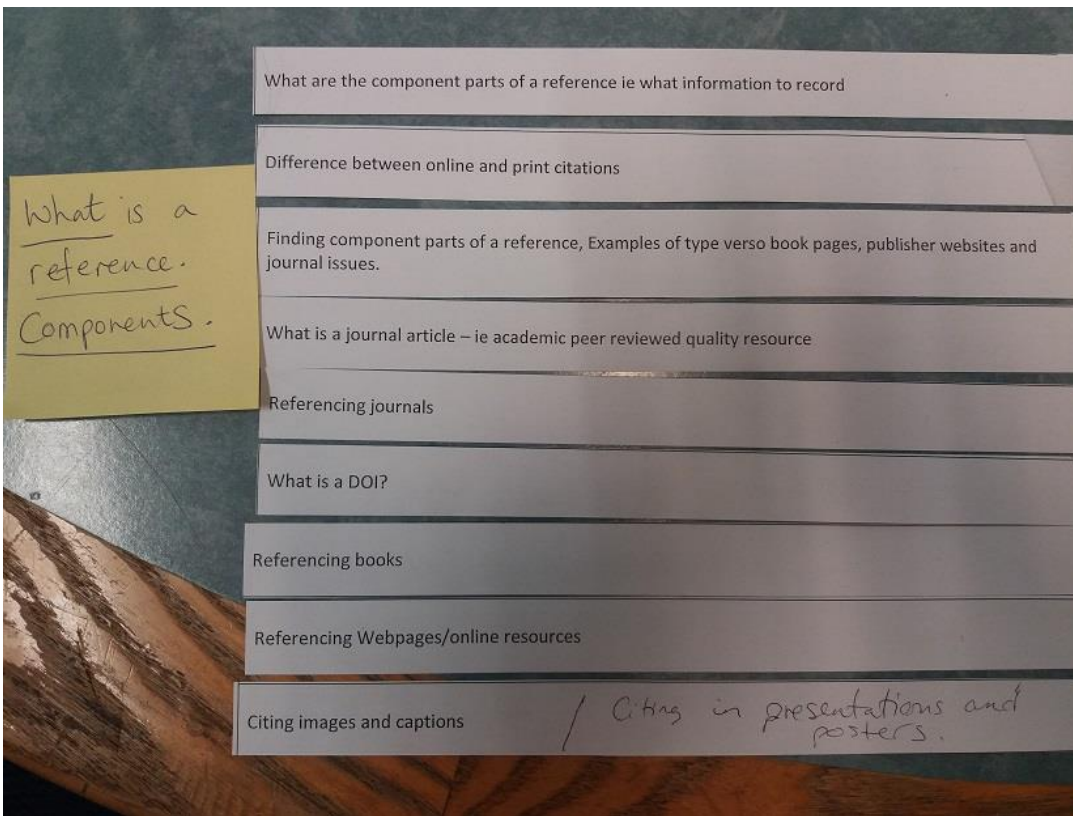 What is a
reference.
Components.
What are the component parts of a reference ie what information to record
Difference between online and print citations
Finding component parts of a reference, Examples of type verso book pages, publisher websites and
journal issues.
What is a journal article – ie academic peer reviewed quality resource
Referencing journals
What is a DOI?
Referencing books
Referencing Webpages/online resources
Citing images and captions / Citing in presentations and
posters.